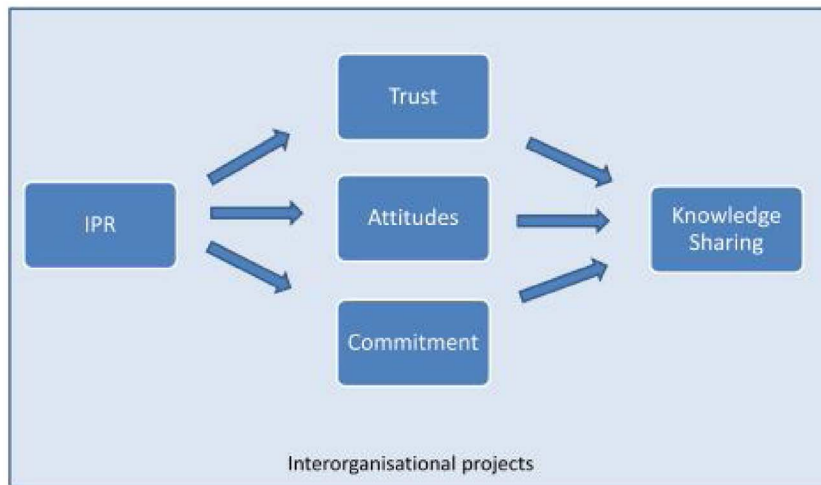 Trust
IPR
Attitudes
Knowledge
Sharing
Commitment
Interorganisational projects